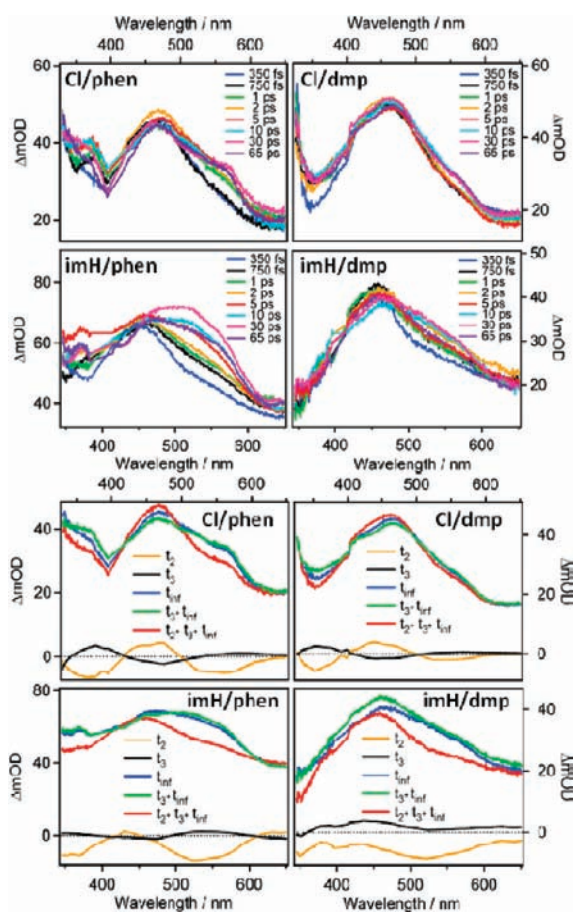 Wavelength / nm Wavelength / nm
400 500 600 400 500 600
Cl/phen Cl/dmp
60 60
40 40
20 20
ΔmOD ΔmOD
350 fs 350 fs
750 fs 750 fs
1 ps 1 ps
2 ps 2 ps
5 ps 5 ps
10 ps 10 ps
30 ps 30 ps
65 ps 65 ps
imH/phen imH/dmp
80 50
60 40
40 30
20
ΔmOD ΔmOD
350 fs 350 fs
750 fs 750 fs
1 ps 1 ps
2 ps 2 ps
5 ps 5 ps
10 ps 10 ps
30 ps 30 ps
65 ps 65 ps
400 500 600 400 500 600
Wavelength / nm Wavelength / nm
400 500 600 400 500 600
Cl/phen Cl/dmp
40 40
20 20
0 0
ΔmOD ΔmOD
t2 t2
t3 t3
tinf tinf
t3+ tinf t3+ tinf
t2+ t3+ tinf t2+ t3+ tinf
imH/phen imH/dmp
80 40
40 20
0 0
ΔmOD ΔmOD
t2 t2
t3 t3
tinf tinf
t3+ tinf t3+ tinf
t2+ t3+ tinf t2+ t3+ tinf
400 500 600 400 500 600
Wavelength / nm Wavelength / nm